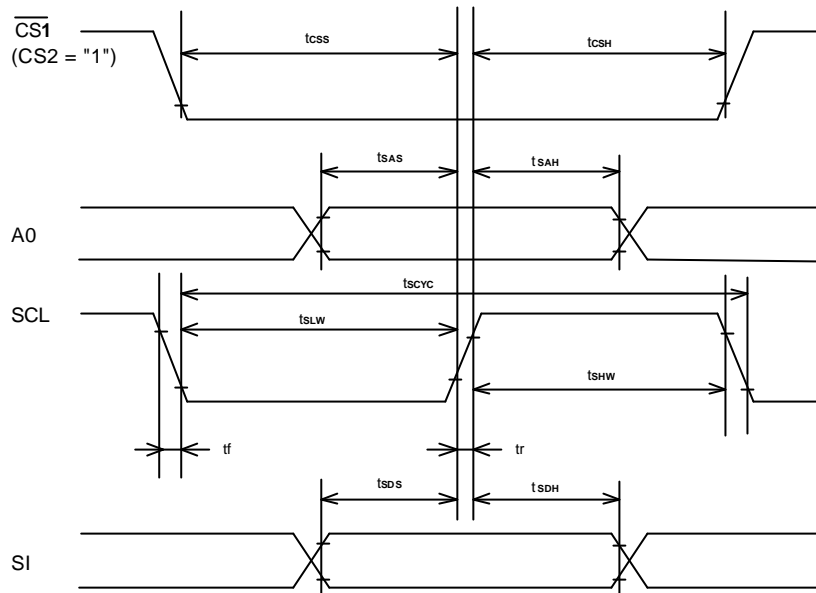 CS1
(CS2 = "1")
tCSS
tCSH
tSAS
tSAH
A0
tSCYC
SCL
tSLW
tSHW
tf
tr
tSDS
tSDH
SI